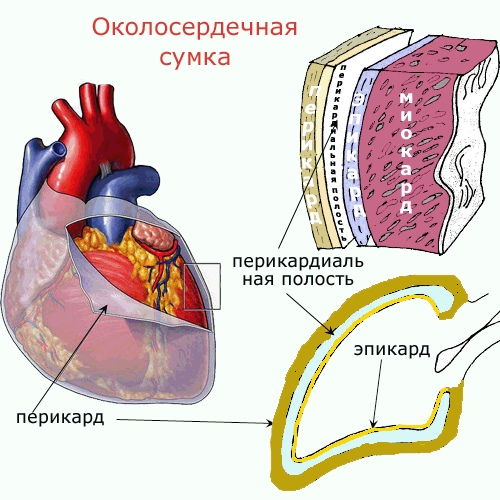 Околосердечная
сумка
перикард
перикардиальная полость
эпикард
миокард
перикардиаль
ная полость
эпикард
перикард